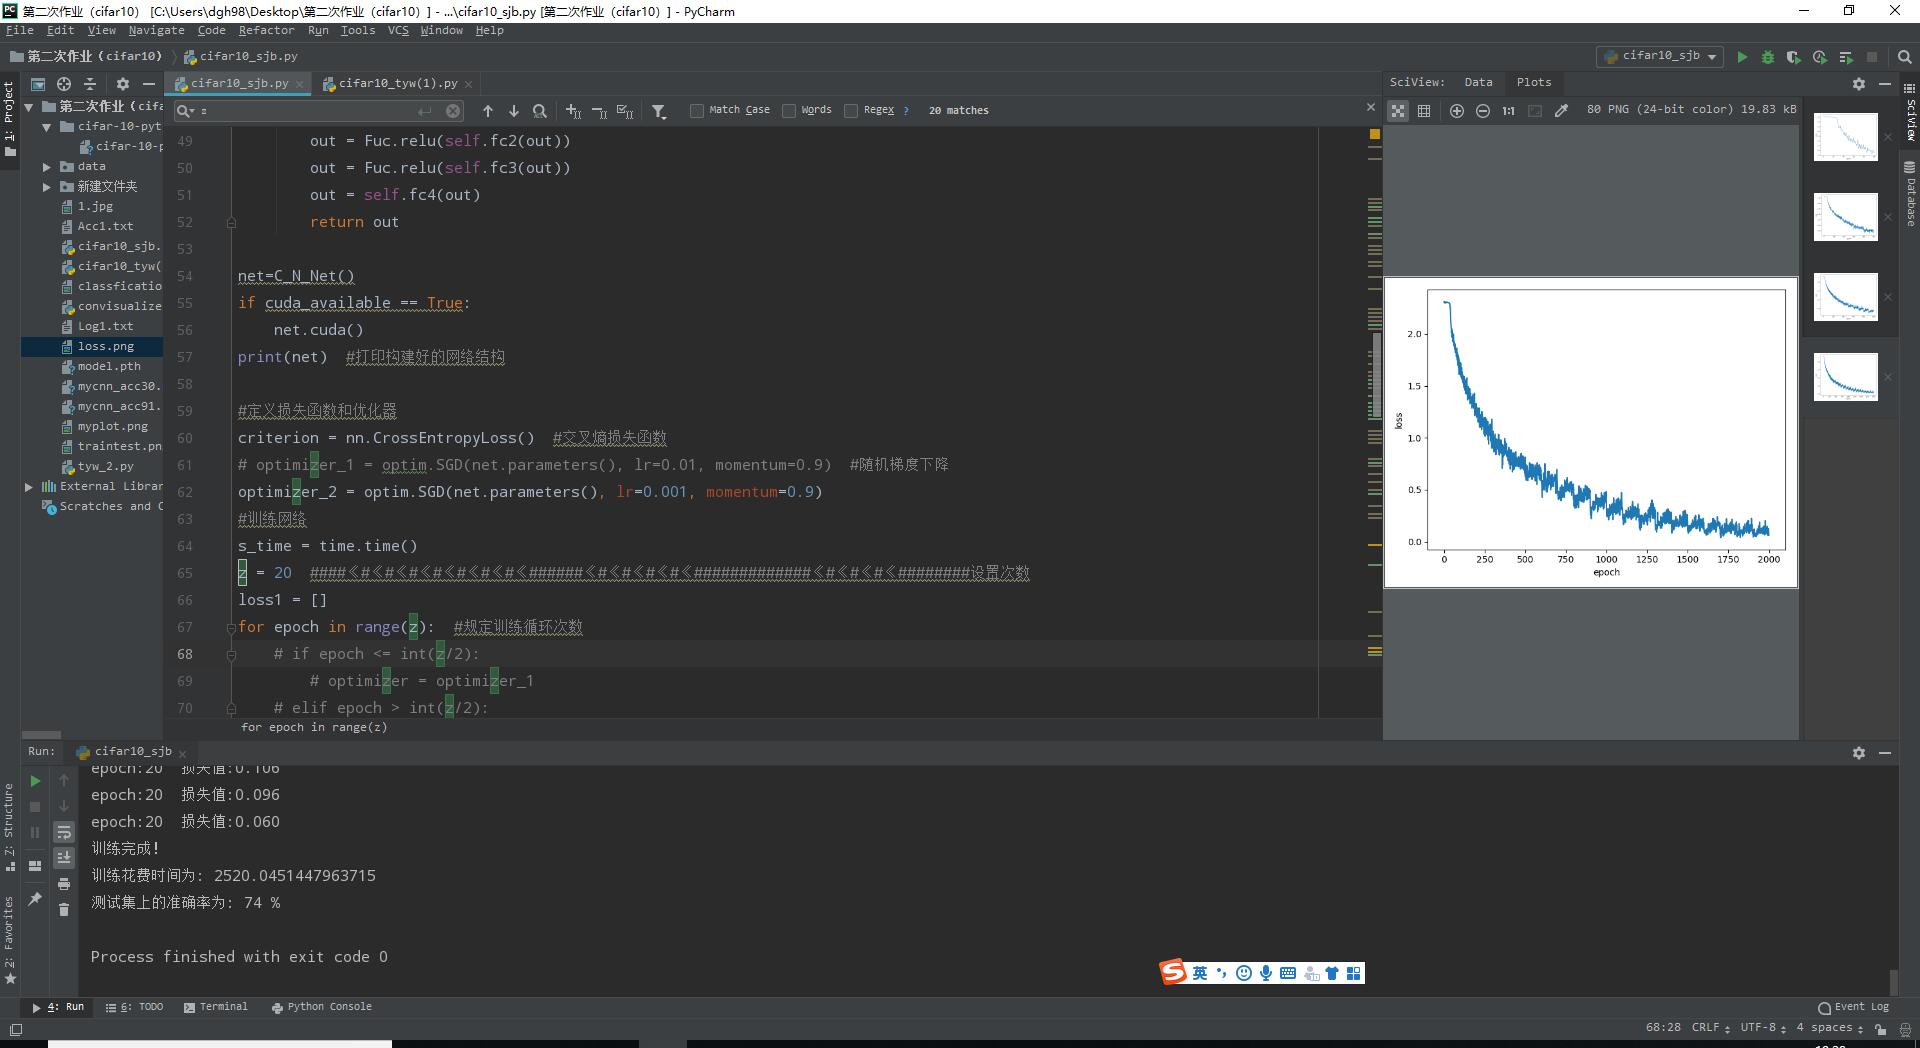 第二次作业（cifar10） [C:\Users\dgh98\Desktop\第二次作业（cifar10）] - ...\cifar10_sjb.py [第二次作业（cifar10）] - PyCharm
File Edit View Navigate Code Refactor Run Tools VCS Window Help
第二次作业（cifar10） cifar10_sjb.py
cifar10_sjb
1: Project
第二次作业（cifa
cifar-10-pyt
cifar-10-p
data
新建文件夹
1.jpg
Acc1.txt
cifar10_sjb.
cifar10_tyw(
classficatio
convisualize
Log1.txt
loss.png
model.pth
mycnn_acc30.
mycnn_acc91.
myplot.png
traintest.pn
tyw_2.py
External Librar
Scratches and C
cifar10_sjb.py cifar10_tyw(1).py
z Match Case Words Regex ? 20 matches
49 out = Fuc.relu(self.fc2(out))
50 out = Fuc.relu(self.fc3(out))
51 out = self.fc4(out)
52 return out
53
54 net=C_N_Net()
55 if cuda_available == True:
56 net.cuda()
57 print(net) #打印构建好的网络结构
58
59 #定义损失函数和优化器
60 criterion = nn.CrossEntropyLoss() #交叉熵损失函数
61 # optimizer_1 = optim.SGD(net.parameters(), lr=0.01, momentum=0.9) #随机梯度下降
62 optimizer_2 = optim.SGD(net.parameters(), lr=0.001, momentum=0.9)
63 #训练网络
64 s_time = time.time()
65 z = 20 ####《#《#《#《#《#《#《#《######《#《#《#《#《#############《#《#《#《########设置次数
66 loss1 = []
67 for epoch in range(z): #规定训练循环次数
68 # if epoch <= int(z/2):
69 # optimizer = optimizer_1
70 # elif epoch > int(z/2):
for epoch in range(z)
SciView: Data Plots
1:1 80 PNG (24-bit color) 19.83 kB
loss
2.0
1.5
1.0
0.5
0.0
0 250 500 750 1000 1250 1500 1750 2000
epoch
SciView
Database
Run: cifar10_sjb
epoch:20 损失值:0.106
epoch:20 损失值:0.096
epoch:20 损失值:0.060
训练完成!
训练花费时间为: 2520.0451447963715
测试集上的准确率为: 74 %
Process finished with exit code 0
Z: Structure
2: Favorites
英
4: Run 6: TODO Terminal Python Console Event Log
68:28 CRLF UTF-8 4 spaces